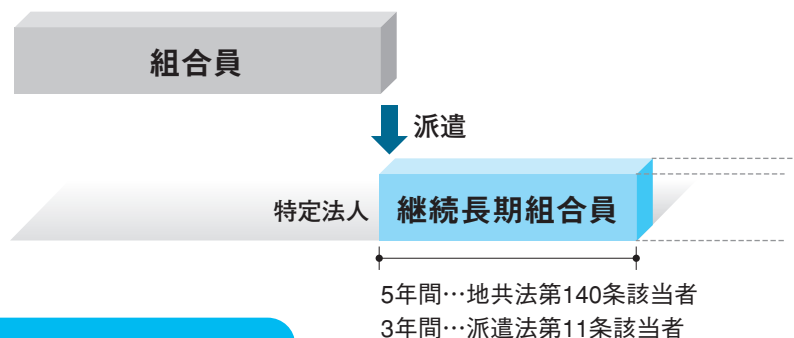 組合員
派遣
特定法人
継続長期組合員
5年間…地共法第140条該当者
3年間…派遣法第11条該当者